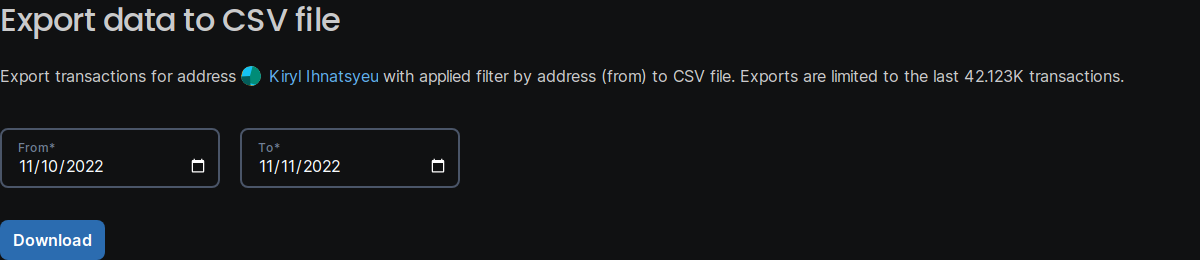 Export data to CSV file
Export transactions for address Kiryl Ihnatsyeu with applied filter by address (from) to CSV file. Exports are limited to the last 42.123K transactions.
From* To*
11/10/2022 11/11/2022
Download